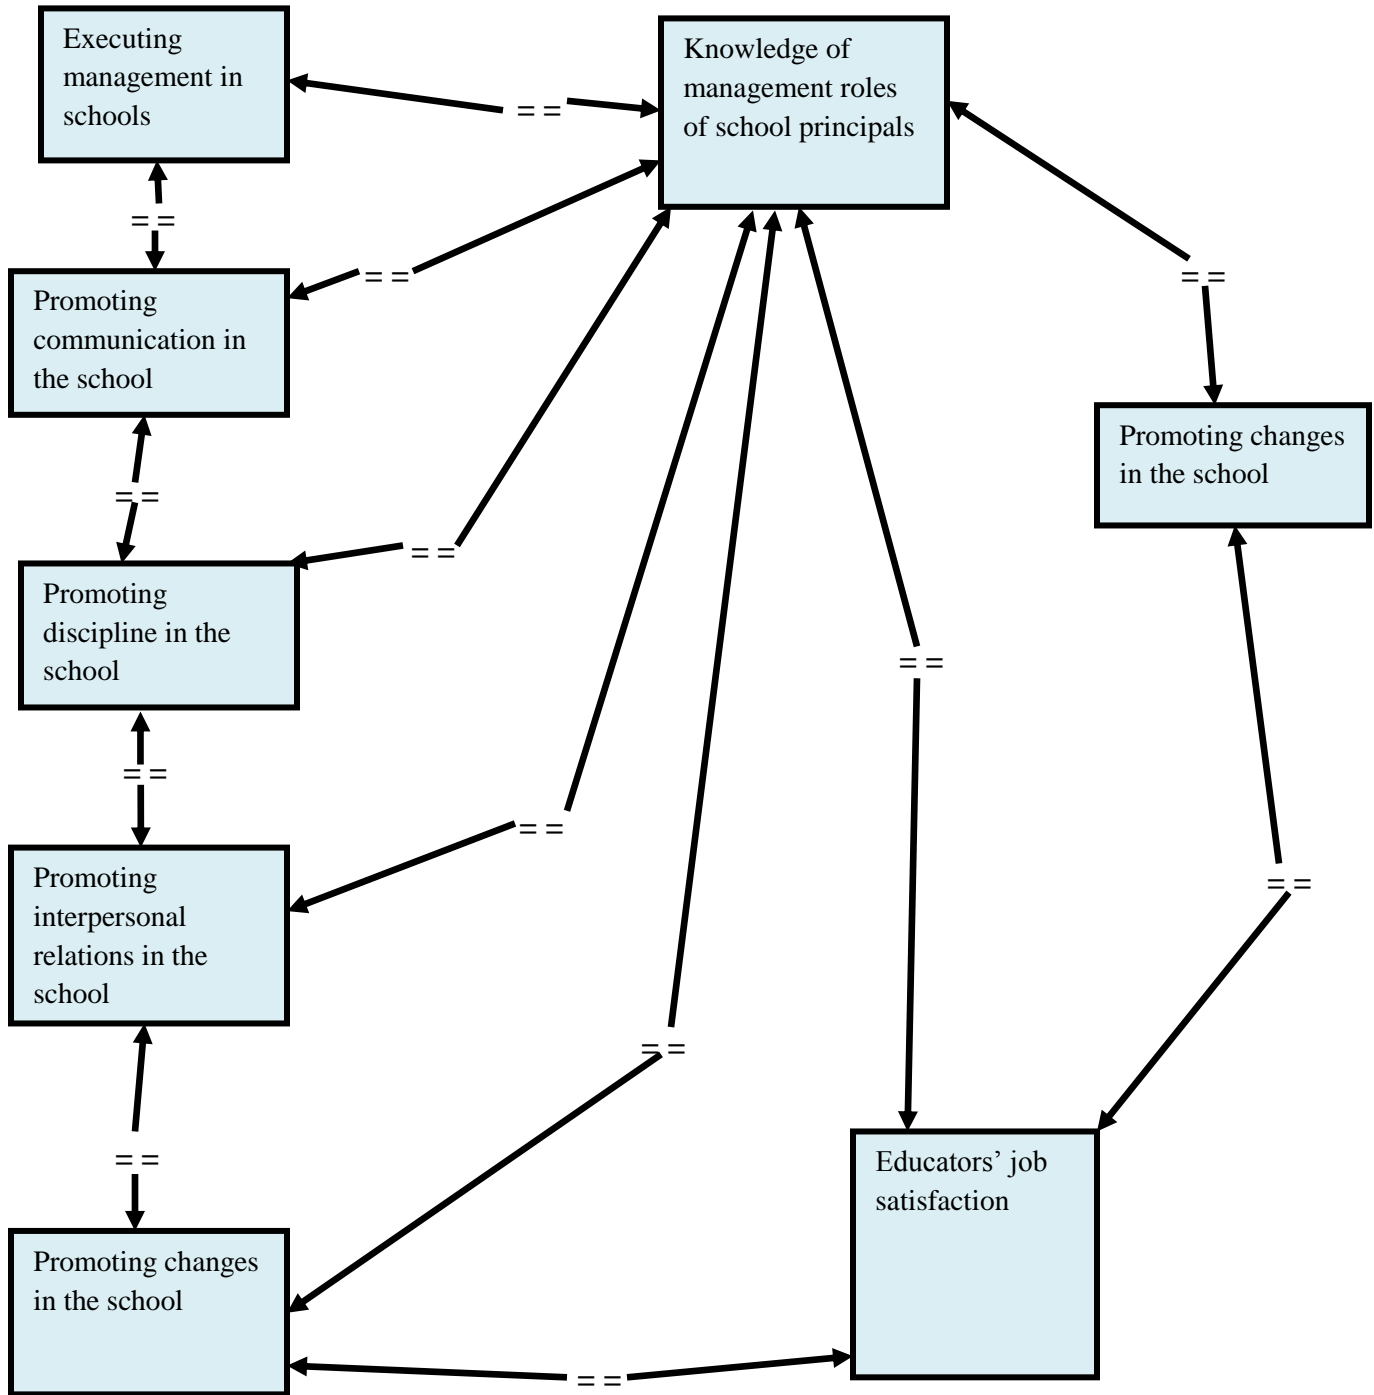 Executing
management in
schools
Knowledge of
management roles
of school principals
==
==
==
==
Promoting
communication in
the school
Promoting changes
in the school
==
==
Promoting
discipline in the
school
==
==
==
Promoting
interpersonal
relations in the
school
==
==
==
Educators’ job
satisfaction
Promoting changes
in the school
==